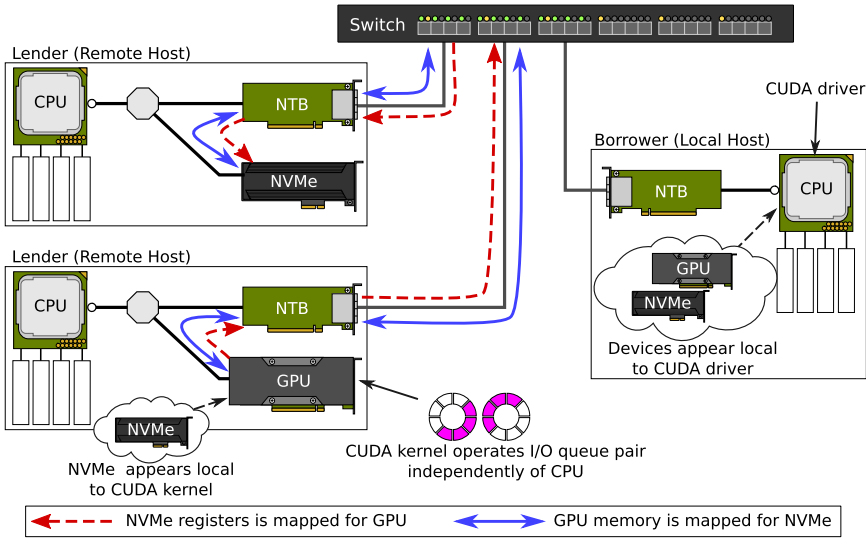 Switch
Lender (Remote Host)
CPU
NTB
NVMe
CUDA driver
Borrower (Local Host)
NTB
CPU
GPU
NVMe
Devices appear local
to CUDA driver
Lender (Remote Host)
CPU
NTB
GPU
NVMe
NVMe appears local
to CUDA kernel
CUDA kernel operates I/O queue pair
independently of CPU
NVMe registers is mapped for GPU
GPU memory is mapped for NVMe